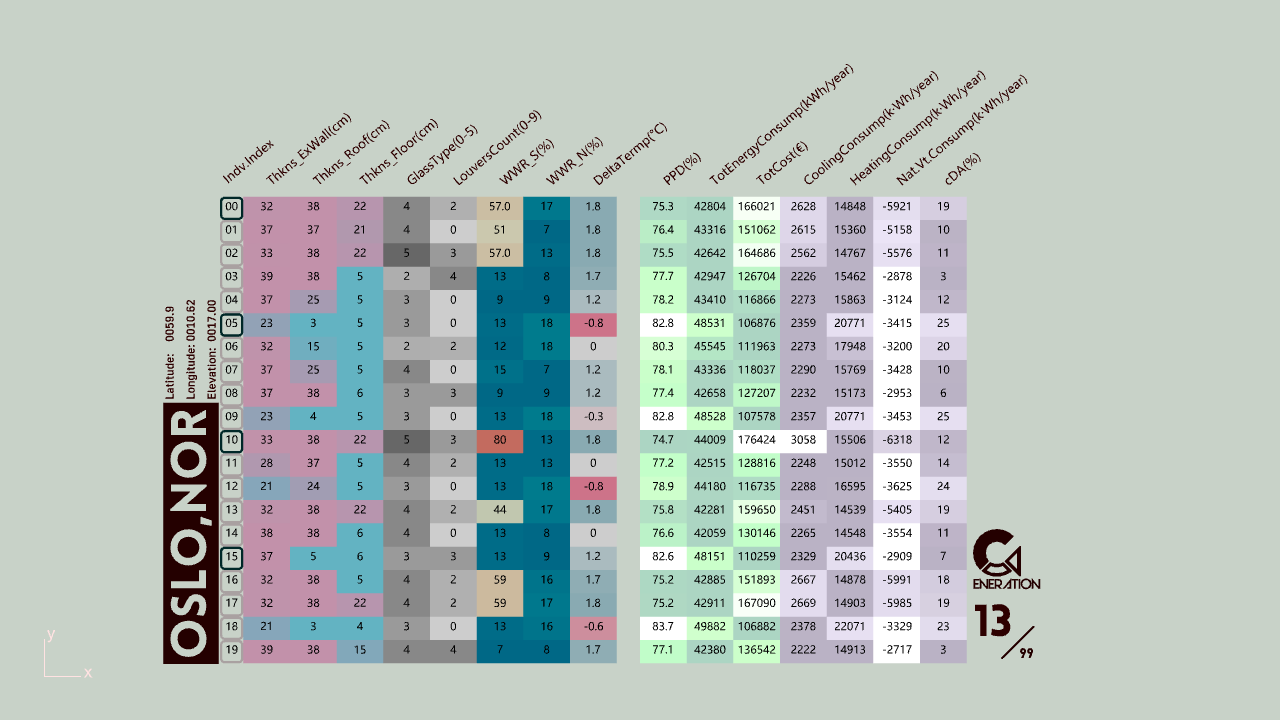 Indv.Index Thkns_ExWall(cm) Thkns_Roof(cm) Thkns_Floor(cm) GlassType(0-5) LouversCount(0-9) WWR_S(%) WWR_N(%) DeltaTermp(°C) PPD(%) TotEnergyConsump(kWh/year) TotCost(€) CoolingConsump(k·Wh/year) HeatingConsump(k·Wh/year) Nat.Vt.Consump(k·Wh/year) cDA(%)
00 32 38 22 4 2 57.0 17 1.8 75.3 42804 166021 2628 14848 -5921 19
01 37 37 21 4 0 51 7 1.8 76.4 43316 151062 2615 15360 -5158 10
02 33 38 22 5 3 57.0 13 1.8 75.5 42642 164686 2562 14767 -5576 11
03 39 38 5 2 4 13 8 1.7 77.7 42947 126704 2226 15462 -2878 3
04 37 25 5 3 0 9 9 1.2 78.2 43410 116866 2273 15863 -3124 12
05 23 3 5 3 0 13 18 -0.8 82.8 48531 106876 2359 20771 -3415 25
06 32 15 5 2 2 12 18 0 80.3 45545 111963 2273 17948 -3200 20
07 37 25 5 4 0 15 7 1.2 78.1 43336 118037 2290 15769 -3428 10
08 37 38 6 3 3 9 9 1.2 77.4 42658 127207 2232 15173 -2953 6
09 23 4 5 3 0 13 18 -0.3 82.8 48528 107578 2357 20771 -3453 25
10 33 38 22 5 3 80 13 1.8 74.7 44009 176424 3058 15506 -6318 12
11 28 37 5 4 2 13 13 0 77.2 42515 128816 2248 15012 -3550 14
12 21 24 5 3 0 13 18 -0.8 78.9 44180 116735 2288 16595 -3625 24
13 32 38 22 4 2 44 17 1.8 75.8 42281 159650 2451 14539 -5405 19
14 38 38 6 4 0 13 8 0 76.6 42059 130146 2265 14548 -3554 11
15 37 5 6 3 3 13 9 1.2 82.6 48151 110259 2329 20436 -2909 7
16 32 38 5 4 2 59 16 1.7 75.2 42885 151893 2667 14878 -5991 18
17 32 38 22 4 2 59 17 1.8 75.2 42911 167090 2669 14903 -5985 19
18 21 3 4 3 0 13 16 -0.6 83.7 49882 106882 2378 22071 -3329 23
19 39 38 15 4 4 7 8 1.7 77.1 42380 136542 2222 14913 -2717 3
Latitude: 0059.9
Longitude: 0010.62
Elevation: 0017.00
OSLO,NOR
G
ENERATION
13/99
y
x